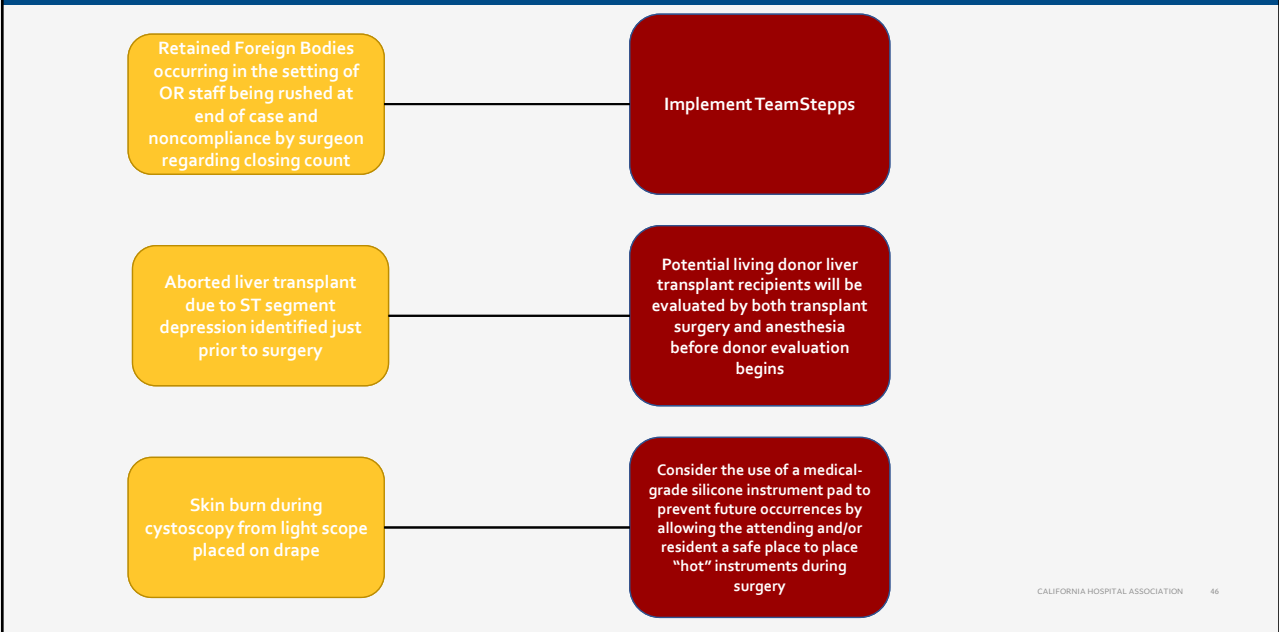 Retained Foreign Bodies
occurring in the setting of
OR staff being rushed at
end of case and
noncompliance by surgeon
regarding closing count
Implement TeamStepps
Aborted liver transplant
due to ST segment
depression identified just
prior to surgery
Potential living donor liver
transplant recipients will be
evaluated by both transplant
surgery and anesthesia
before donor evaluation
begins
Skin burn during
cystoscopy from light scope
placed on drape
Consider the use of a medical-
grade silicone instrument pad to
prevent future occurrences by
allowing the attending and/or
resident a safe place to place
“hot” instruments during
surgery
CALIFORNIA HOSPITAL ASSOCIATION 46